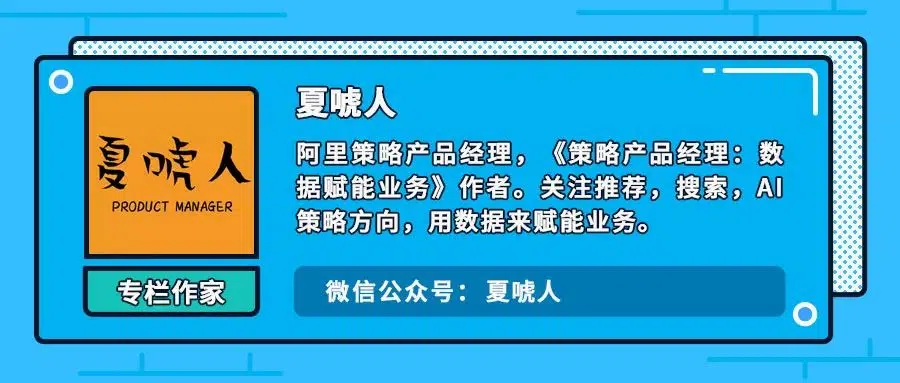 夏唬人
PRODUCT MANAGER
专栏作家
夏唬人
阿里策略产品经理，《策略产品经理：数
据赋能业务》作者。关注推荐，搜索，AI
策略方向，用数据来赋能业务。
微信公众号：夏唬人